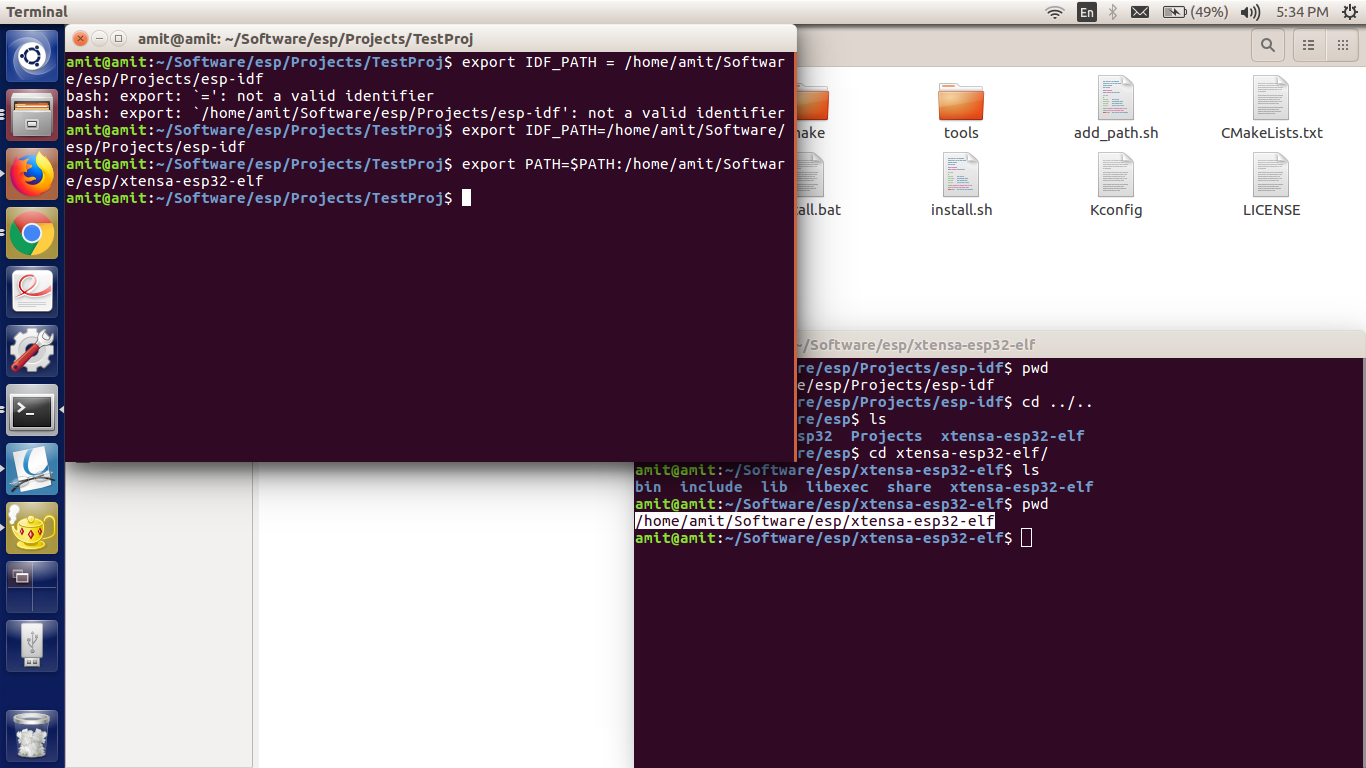 Terminal
En
(49%)
5:34 PM
amit@amit: ~/Software/esp/Projects/TestProj
amit@amit:~/Software/esp/Projects/TestProj$ export IDF_PATH = /home/amit/Softwar
e/esp/Projects/esp-idf
bash: export: `=': not a valid identifier
bash: export: `/home/amit/Software/esp/Projects/esp-idf': not a valid identifier
amit@amit:~/Software/esp/Projects/TestProj$ export IDF_PATH=/home/amit/Software/
esp/Projects/esp-idf
amit@amit:~/Software/esp/Projects/TestProj$ export PATH=$PATH:/home/amit/Softwar
e/esp/xtensa-esp32-elf
amit@amit:~/Software/esp/Projects/TestProj$
make
tools
add_path.sh
CMakeLists.txt
all.bat
install.sh
Kconfig
LICENSE
~/Software/esp/xtensa-esp32-elf
re/esp/Projects/esp-idf$ pwd
e/esp/Projects/esp-idf
re/esp/Projects/esp-idf$ cd ../..
re/esp$ ls
sp32 Projects xtensa-esp32-elf
re/esp$ cd xtensa-esp32-elf/
amit@amit:~/Software/esp/xtensa-esp32-elf$ ls
bin include lib libexec share xtensa-esp32-elf
amit@amit:~/Software/esp/xtensa-esp32-elf$ pwd
/home/amit/Software/esp/xtensa-esp32-elf
amit@amit:~/Software/esp/xtensa-esp32-elf$